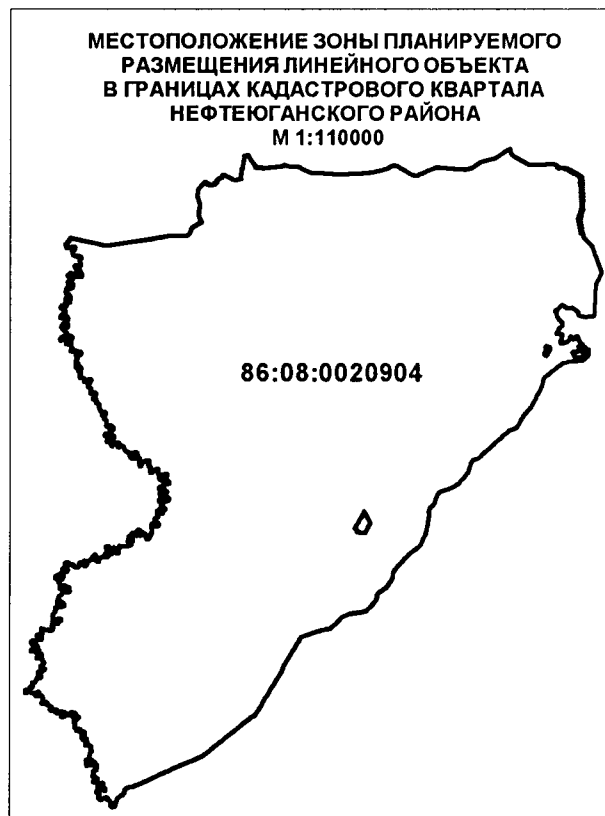 МЕСТОПОЛОЖЕНИЕ ЗОНЫ ПЛАНИРУЕМОГО
РАЗМЕЩЕНИЯ ЛИНЕЙНОГО ОБЪЕКТА
В ГРАНИЦАХ КАДАСТРОВОГО КВАРТАЛА
НЕФТЕЮГАНСКОГО РАЙОНА
М 1:110000
86:08:0020904